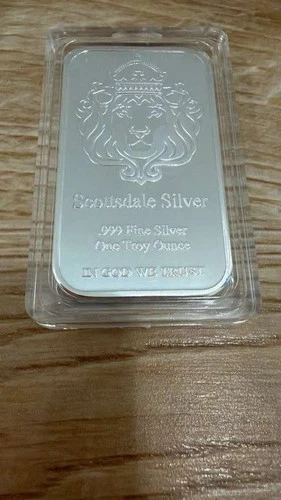 Scottsdale Silver
.999 Fine Silver
One Troy Ounce
IN GOD WE TRUST